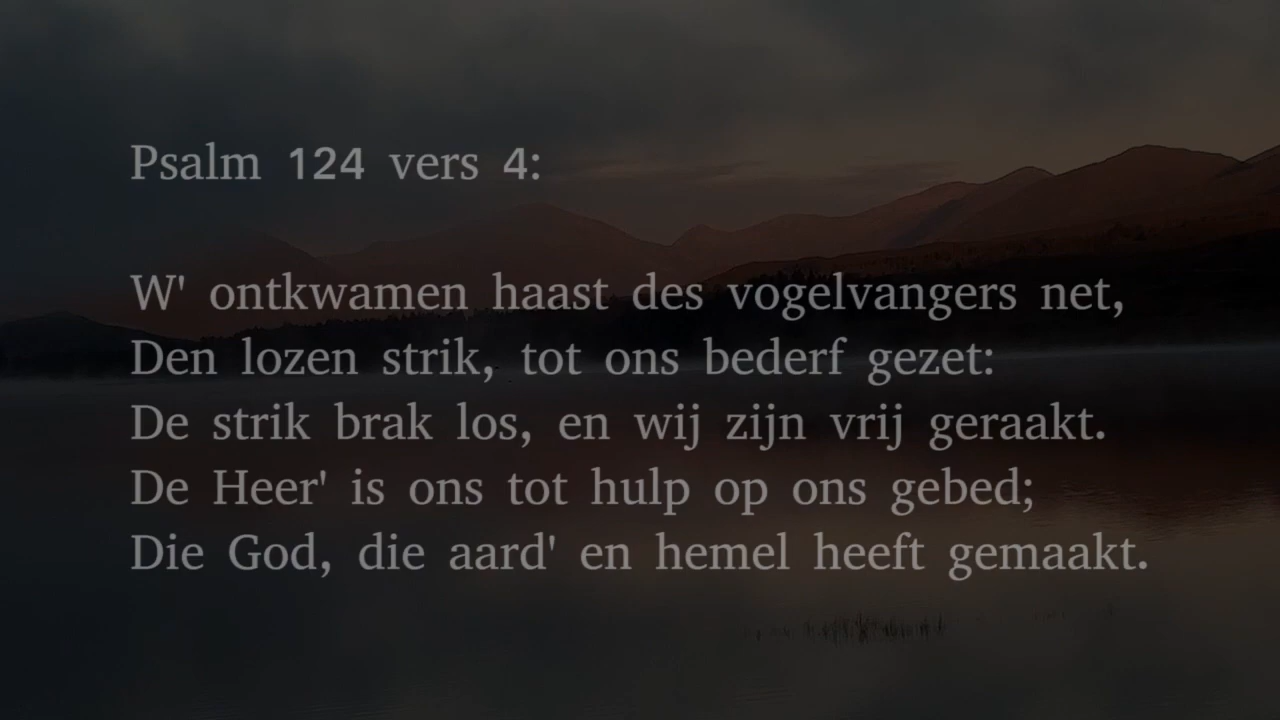 Psalm 124 vers 4:
W' ontkwamen haast des vogelvangers net,
Den lozen strik, tot ons bederf gezet:
De strik brak los, en wij zijn vrij geraakt.
De Heer' is ons tot hulp op ons gebed;
Die God, die aard' en hemel heeft gemaakt.